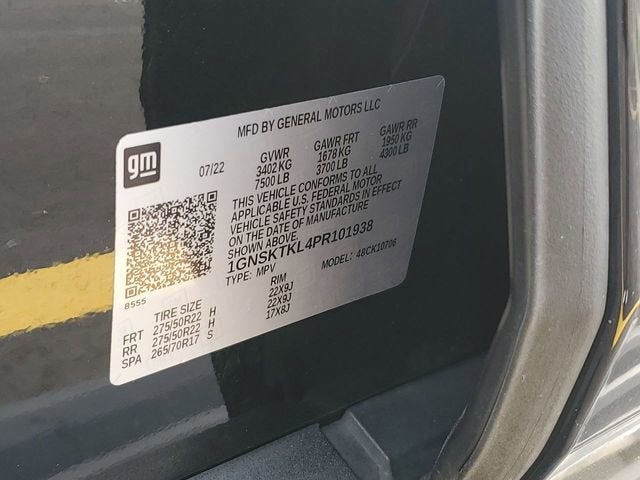 MFD BY GENERAL MOTORS LLC
gm
07/22
GVWR
3402 KG
7500 LB
GAWR FRT
1678 KG
3700 LB
GAWR RR
1950 KG
4300 LB
THIS VEHICLE CONFORMS TO ALL
APPLICABLE U.S. FEDERAL MOTOR
VEHICLE SAFETY STANDARDS IN EFFECT
ON THE DATE OF MANUFACTURE
SHOWN ABOVE.
1GNSKTKL4PR101938
TYPE: MPV
MODEL: 48CK10706
8555
TIRE SIZE
RIM
FRT 275/50R22 H 22X9J
RR 275/50R22 H 22X9J
SPA 265/70R17 S 17X8J